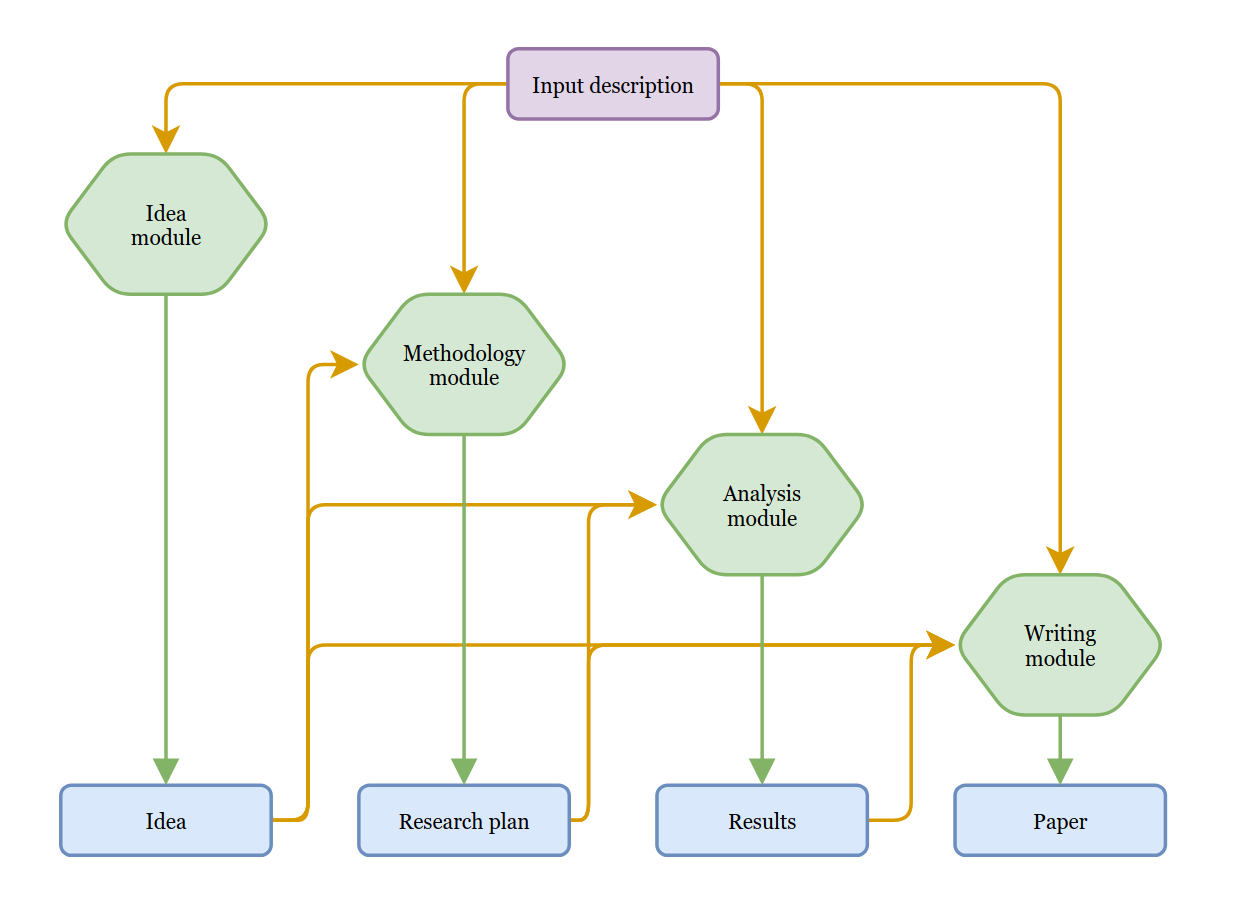 Input description
Idea
module
Methodology
module
Analysis
module
Writing
module
Idea
Research plan
Results
Paper